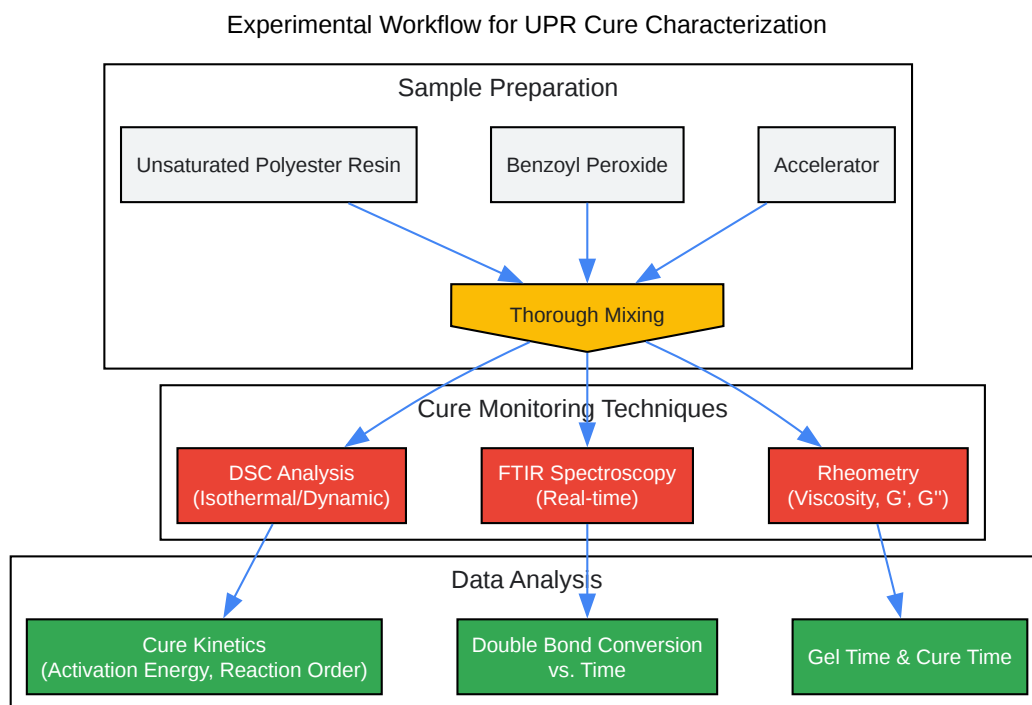 Experimental Workflow for UPR Cure Characterization
Sample Preparation
Unsaturated Polyester Resin
Benzoyl Peroxide
Accelerator
Thorough Mixing
Cure Monitoring Techniques
DSC Analysis
(Isothermal/Dynamic)
FTIR Spectroscopy
(Real-time)
Rheometry
(Viscosity, G', G'')
Data Analysis
Cure Kinetics
(Activation Energy, Reaction Order)
Double Bond Conversion
vs. Time
Gel Time & Cure Time